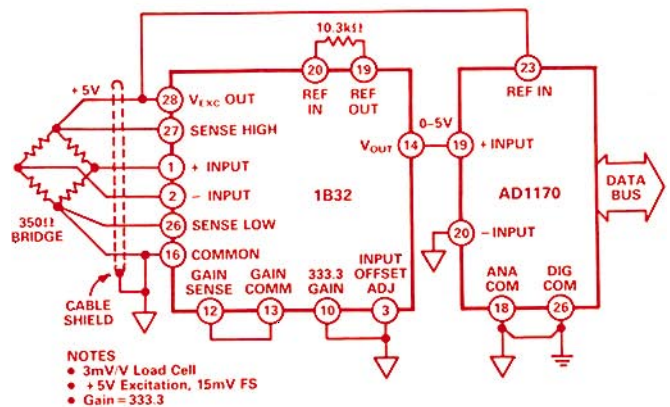 10.3kΩ
20
19
REF IN
REF OUT
23
REF IN
+5V
28
V_EXC OUT
27
SENSE HIGH
1
+ INPUT
2
− INPUT
26
SENSE LOW
16
COMMON
350Ω
BRIDGE
CABLE
SHIELD
1B32
V_OUT
14
0–5V
19
+ INPUT
AD1170
DATA
BUS
20
− INPUT
GAIN
SENSE
12
GAIN
COMM
13
333.3
GAIN
10
INPUT
OFFSET
ADJ
3
ANA
COM
18
DIG
COM
26
NOTES
● 3mV/V Load Cell
● +5V Excitation, 15mV FS
● Gain = 333.3